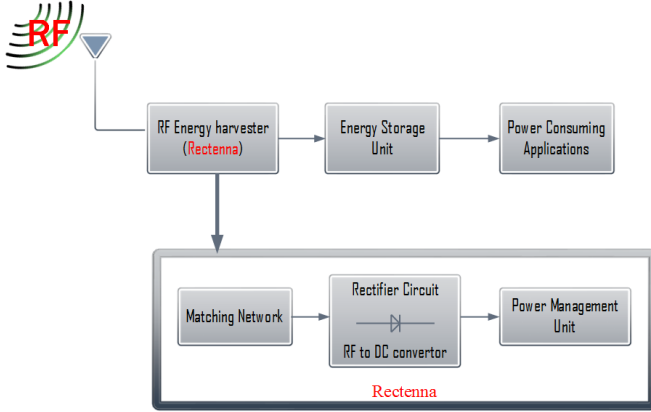 RF
RF Energy harvester
(Rectenna)
Energy Storage
Unit
Power Consuming
Applications
Matching Network
Rectifier Circuit
RF to DC convertor
Power Management
Unit
Rectenna